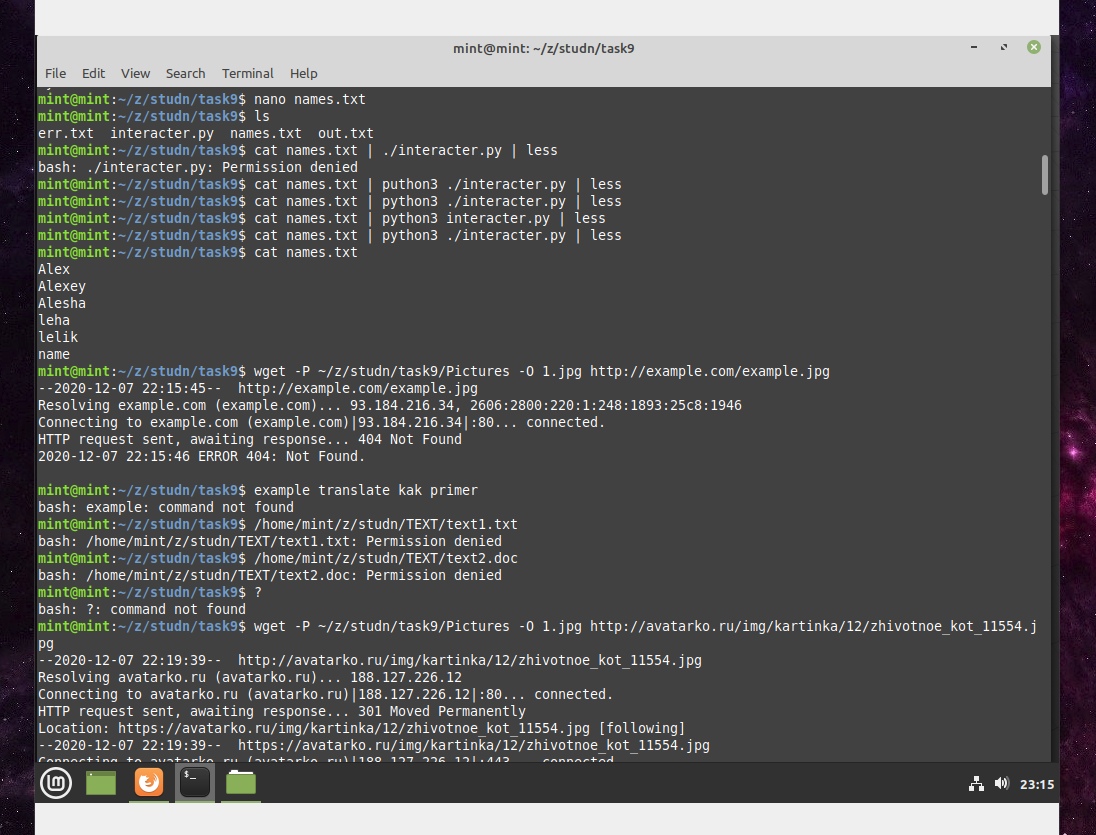 mint@mint: ~/z/studn/task9
File Edit View Search Terminal Help
mint@mint:~/z/studn/task9$ nano names.txt
mint@mint:~/z/studn/task9$ ls
err.txt  interacter.py  names.txt  out.txt
mint@mint:~/z/studn/task9$ cat names.txt | ./interacter.py | less
bash: ./interacter.py: Permission denied
mint@mint:~/z/studn/task9$ cat names.txt | puthon3 ./interacter.py | less
mint@mint:~/z/studn/task9$ cat names.txt | python3 ./interacter.py | less
mint@mint:~/z/studn/task9$ cat names.txt | python3 interacter.py | less
mint@mint:~/z/studn/task9$ cat names.txt | python3 ./interacter.py | less
mint@mint:~/z/studn/task9$ cat names.txt
Alex
Alexey
Alesha
leha
lelik
name
mint@mint:~/z/studn/task9$ wget -P ~/z/studn/task9/Pictures -O 1.jpg http://example.com/example.jpg
--2020-12-07 22:15:45--  http://example.com/example.jpg
Resolving example.com (example.com)... 93.184.216.34, 2606:2800:220:1:248:1893:25c8:1946
Connecting to example.com (example.com)|93.184.216.34|:80... connected.
HTTP request sent, awaiting response... 404 Not Found
2020-12-07 22:15:46 ERROR 404: Not Found.
mint@mint:~/z/studn/task9$ example translate kak primer
bash: example: command not found
mint@mint:~/z/studn/task9$ /home/mint/z/studn/TEXT/text1.txt
bash: /home/mint/z/studn/TEXT/text1.txt: Permission denied
mint@mint:~/z/studn/task9$ /home/mint/z/studn/TEXT/text2.doc
bash: /home/mint/z/studn/TEXT/text2.doc: Permission denied
mint@mint:~/z/studn/task9$ ?
bash: ?: command not found
mint@mint:~/z/studn/task9$ wget -P ~/z/studn/task9/Pictures -O 1.jpg http://avatarko.ru/img/kartinka/12/zhivotnoe_kot_11554.j
pg
--2020-12-07 22:19:39--  http://avatarko.ru/img/kartinka/12/zhivotnoe_kot_11554.jpg
Resolving avatarko.ru (avatarko.ru)... 188.127.226.12
Connecting to avatarko.ru (avatarko.ru)|188.127.226.12|:80... connected.
HTTP request sent, awaiting response... 301 Moved Permanently
Location: https://avatarko.ru/img/kartinka/12/zhivotnoe_kot_11554.jpg [following]
--2020-12-07 22:19:39--  https://avatarko.ru/img/kartinka/12/zhivotnoe_kot_11554.jpg
Connecting to avatarko.ru (avatarko.ru)|188.127.226.12|:443... connected.
$_
23:15